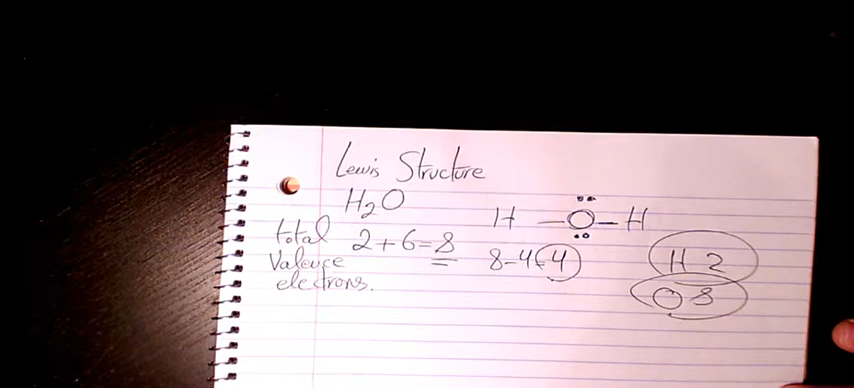 Lewis Structure
H₂O
H —O— H
total 2+6=8
Valence
electrons.
8-4=4
H 2
O 8